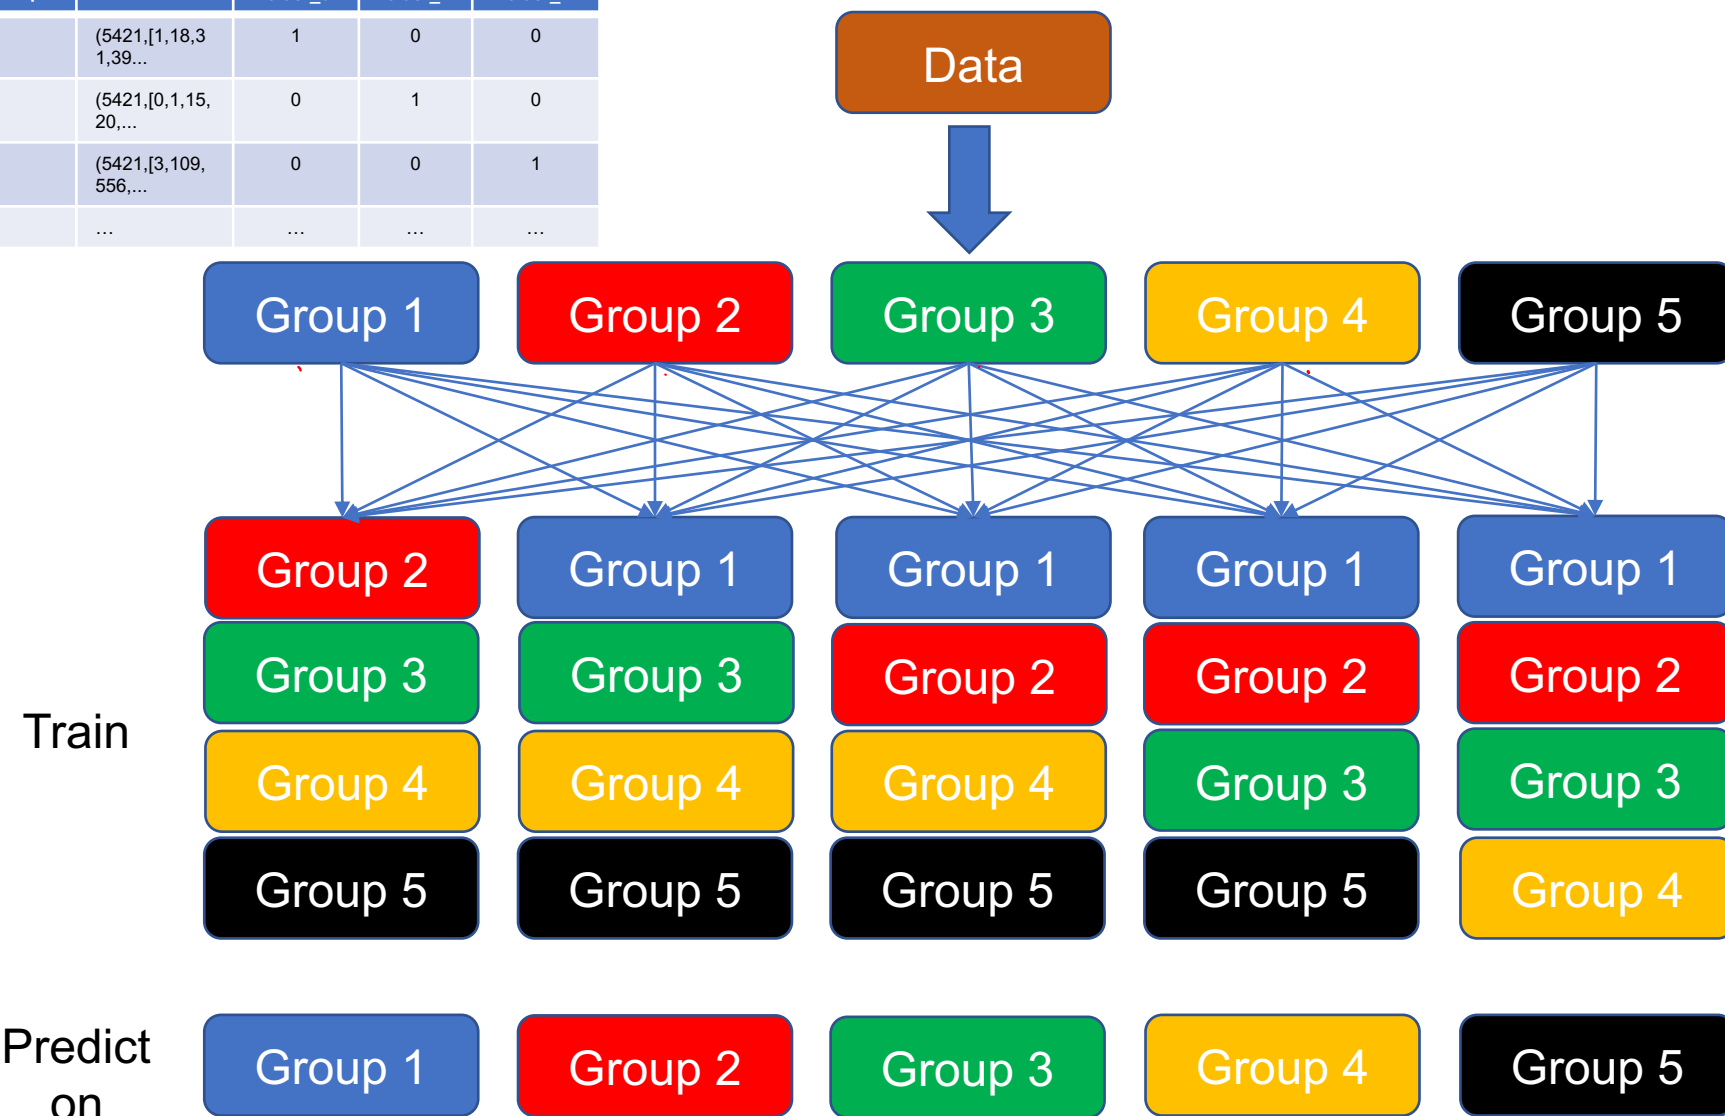 (5421,[1,18,3 1 0 0
1,39...
(5421,[0,1,15, 0 1 0
20,...
(5421,[3,109, 0 0 1
556,...
... ... ... ...
Data
Group 1 Group 2 Group 3 Group 4 Group 5
Group 2 Group 1 Group 1 Group 1 Group 1
Group 3 Group 3 Group 2 Group 2 Group 2
Train
Group 4 Group 4 Group 4 Group 3 Group 3
Group 5 Group 5 Group 5 Group 5 Group 4
Predict
on
Group 1 Group 2 Group 3 Group 4 Group 5